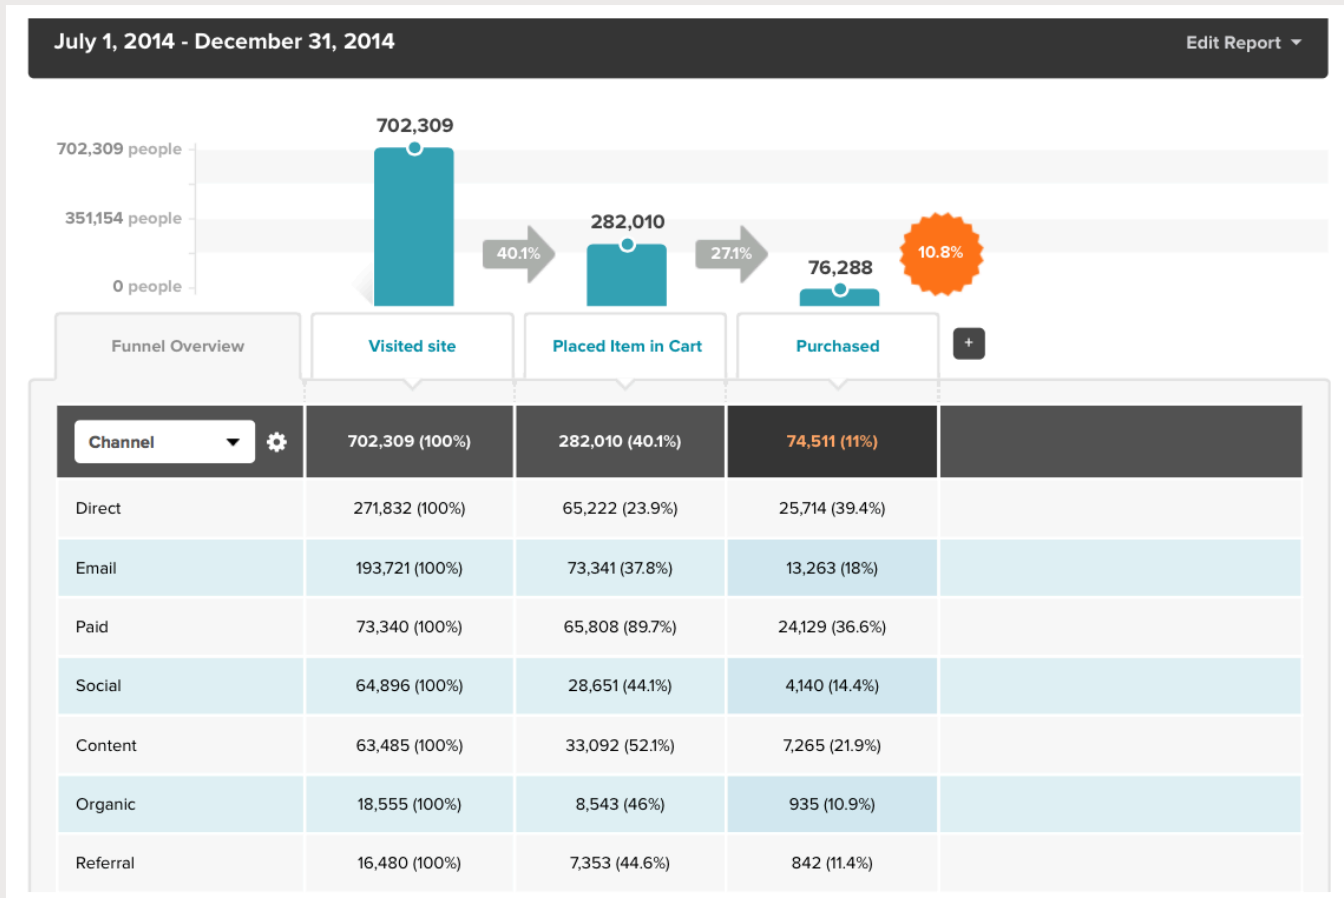 July 1, 2014 - December 31, 2014
Edit Report
702,309
702,309 people
351,154 people
282,010
40.1%
27.1%
10.8%
76,288
0 people
Funnel Overview
Visited site
Placed Item in Cart
Purchased
+
Channel 702,309 (100%) 282,010 (40.1%) 74,511 (11%)
Direct 271,832 (100%) 65,222 (23.9%) 25,714 (39.4%)
Email 193,721 (100%) 73,341 (37.8%) 13,263 (18%)
Paid 73,340 (100%) 65,808 (89.7%) 24,129 (36.6%)
Social 64,896 (100%) 28,651 (44.1%) 4,140 (14.4%)
Content 63,485 (100%) 33,092 (52.1%) 7,265 (21.9%)
Organic 18,555 (100%) 8,543 (46%) 935 (10.9%)
Referral 16,480 (100%) 7,353 (44.6%) 842 (11.4%)